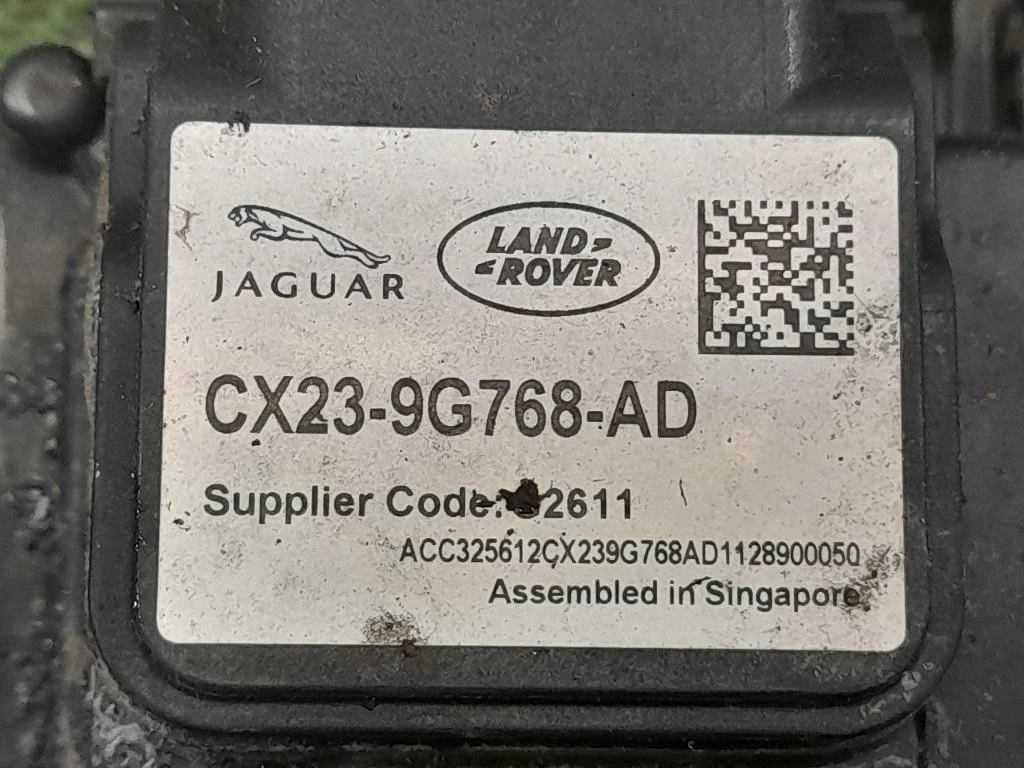 JAGUAR
LAND
ROVER
CX23-9G768-AD
Supplier Code:
ACC325612CX239G768AD1128900050
Assembled in Singapore